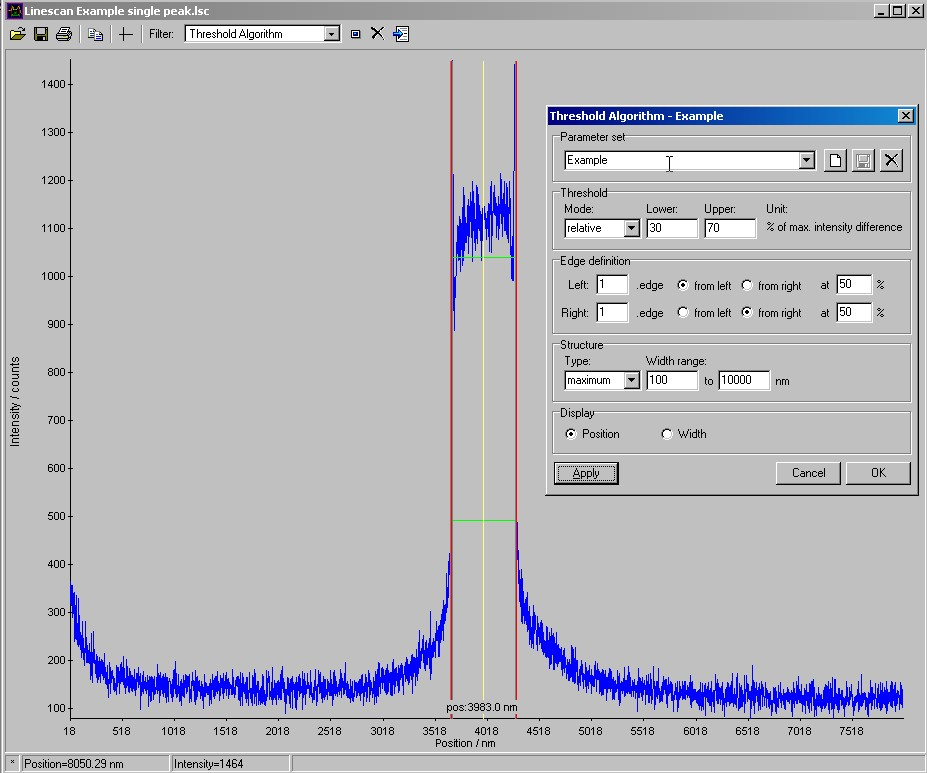 Linescan Example single peak.lsc
Filter: Threshold Algorithm
Threshold Algorithm - Example
Parameter set
Example
Threshold
Mode: Lower: Upper: Unit:
relative 30 70 % of max. intensity difference
Edge definition
Left: 1 .edge from left from right at 50 %
Right: 1 .edge from left from right at 50 %
Structure
Type: Width range:
maximum 100 to 10000 nm
Display
Position Width
Apply Cancel OK
Intensity / counts
1400
1300
1200
1100
1000
900
800
700
600
500
400
300
200
100
pos:3983.0 nm
18 518 1018 1518 2018 2518 3018 3518 4018 4518 5018 5518 6018 6518 7018 7518
Position / nm
* Position=8050.29 nm Intensity=1464